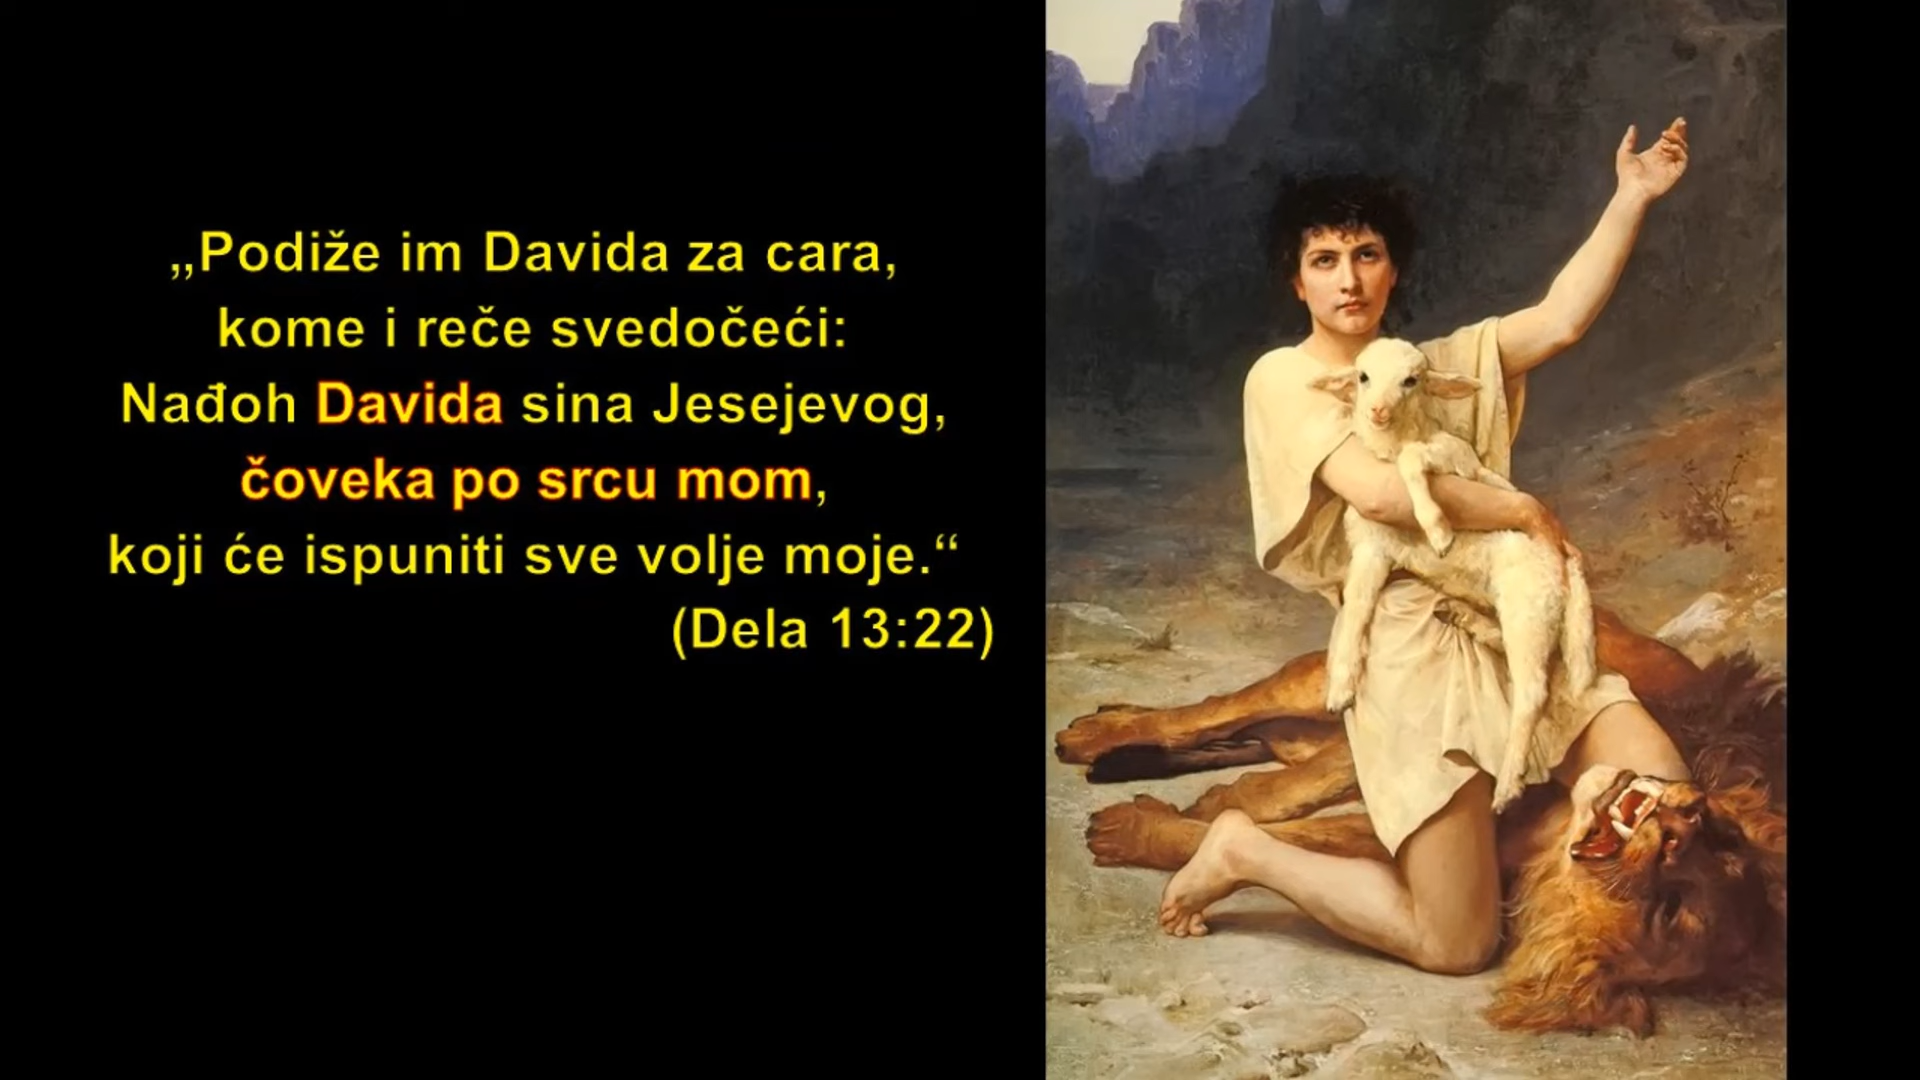 „Podiže im Davida za cara,
kome i reče svedočeći:
Nađoh Davida sina Jesejevog,
čoveka po srcu mom,
koji će ispuniti sve volje moje.“
(Dela 13:22)